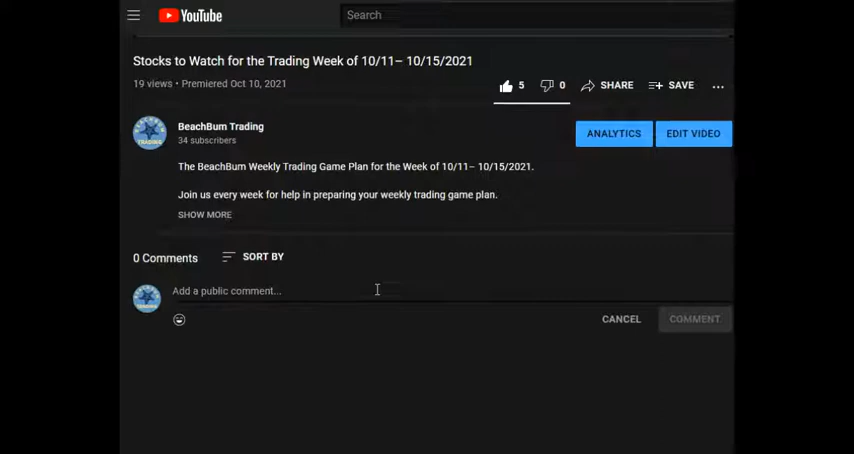 YouTube
Search
Stocks to Watch for the Trading Week of 10/11– 10/15/2021
19 views • Premiered Oct 10, 2021
5 0 SHARE SAVE ...
BeachBum Trading
34 subscribers
ANALYTICS EDIT VIDEO
The BeachBum Weekly Trading Game Plan for the Week of 10/11– 10/15/2021.
Join us every week for help in preparing your weekly trading game plan.
SHOW MORE
0 Comments SORT BY
Add a public comment...
CANCEL COMMENT